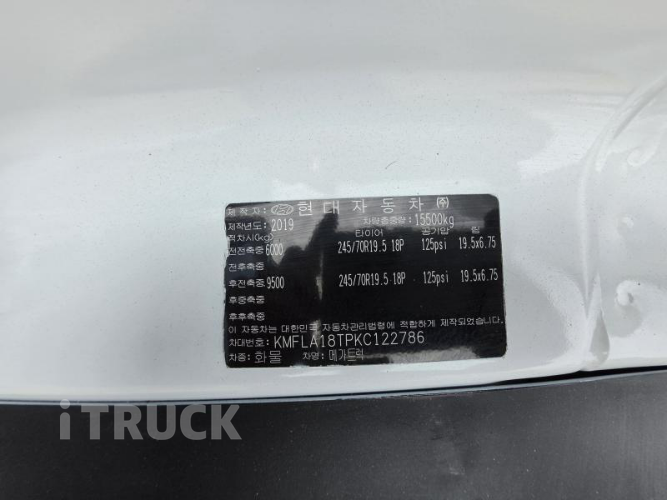 제작자: 현대자동차㈜
제작년도: 2019 차량총중량: 15500kg
적차시(kg) 타이어 공기압 림
전전축중 6000 245/70R19.5 18P 125psi 19.5x6.75
전후축중
후전축중 9500 245/70R19.5 18P 125psi 19.5x6.75
후중축중
후후축중
이 자동차는 대한민국 자동차관리법령에 적합하게 제작되었습니다
차대번호: KMFLA18TPKC122786
차종: 화물 차명: 메가트럭
iTRUCK